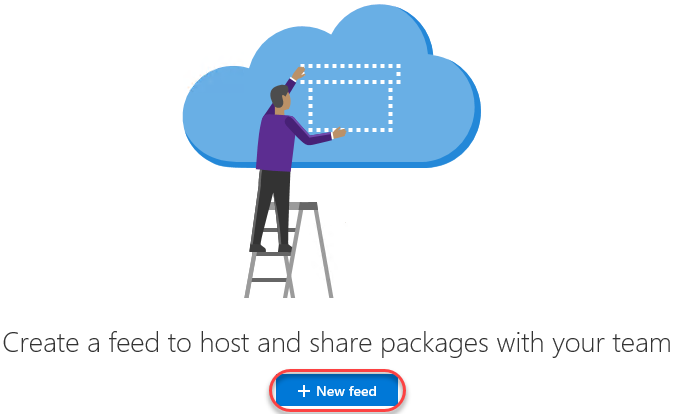 Create a feed to host and share packages with your team
+ New feed